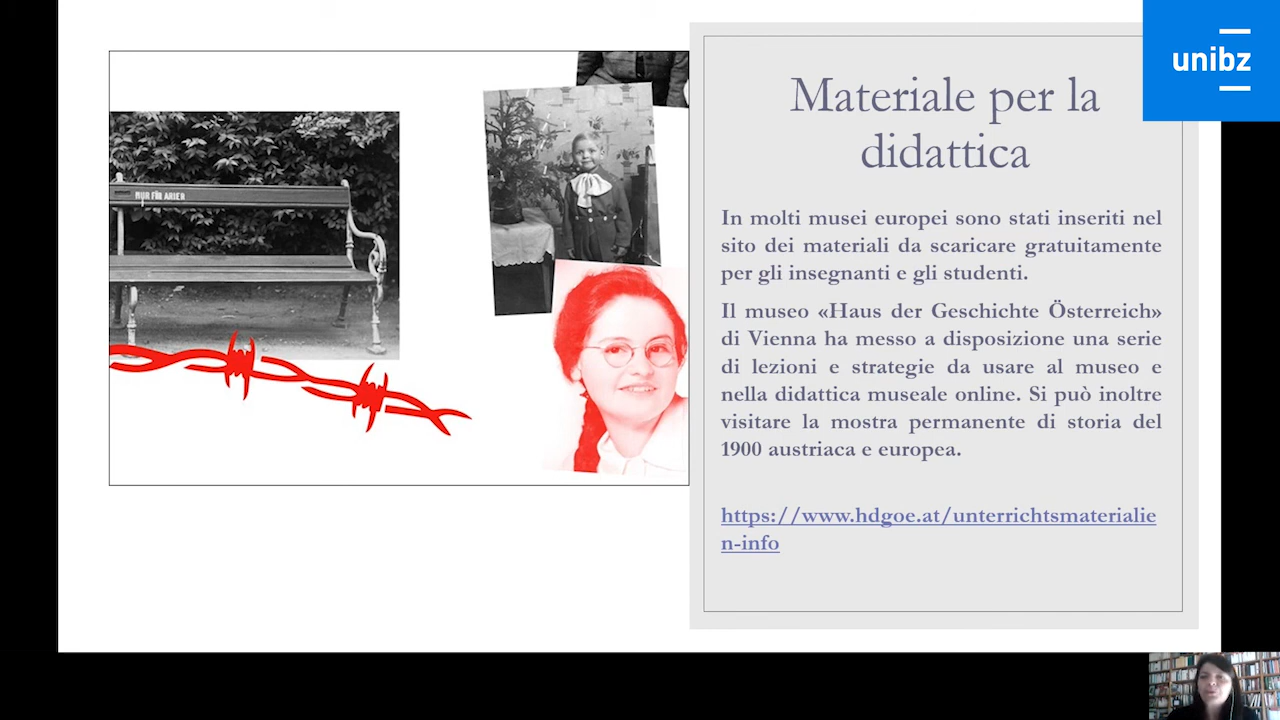 unibz
NUR FÜR ARIER
Materiale per la
didattica
In molti musei europei sono stati inseriti nel
sito dei materiali da scaricare gratuitamente
per gli insegnanti e gli studenti.
Il museo «Haus der Geschichte Österreich»
di Vienna ha messo a disposizione una serie
di lezioni e strategie da usare al museo e
nella didattica museale online. Si può inoltre
visitare la mostra permanente di storia del
1900 austriaca e europea.
https://www.hdgoe.at/unterrichtsmaterialie
n-info